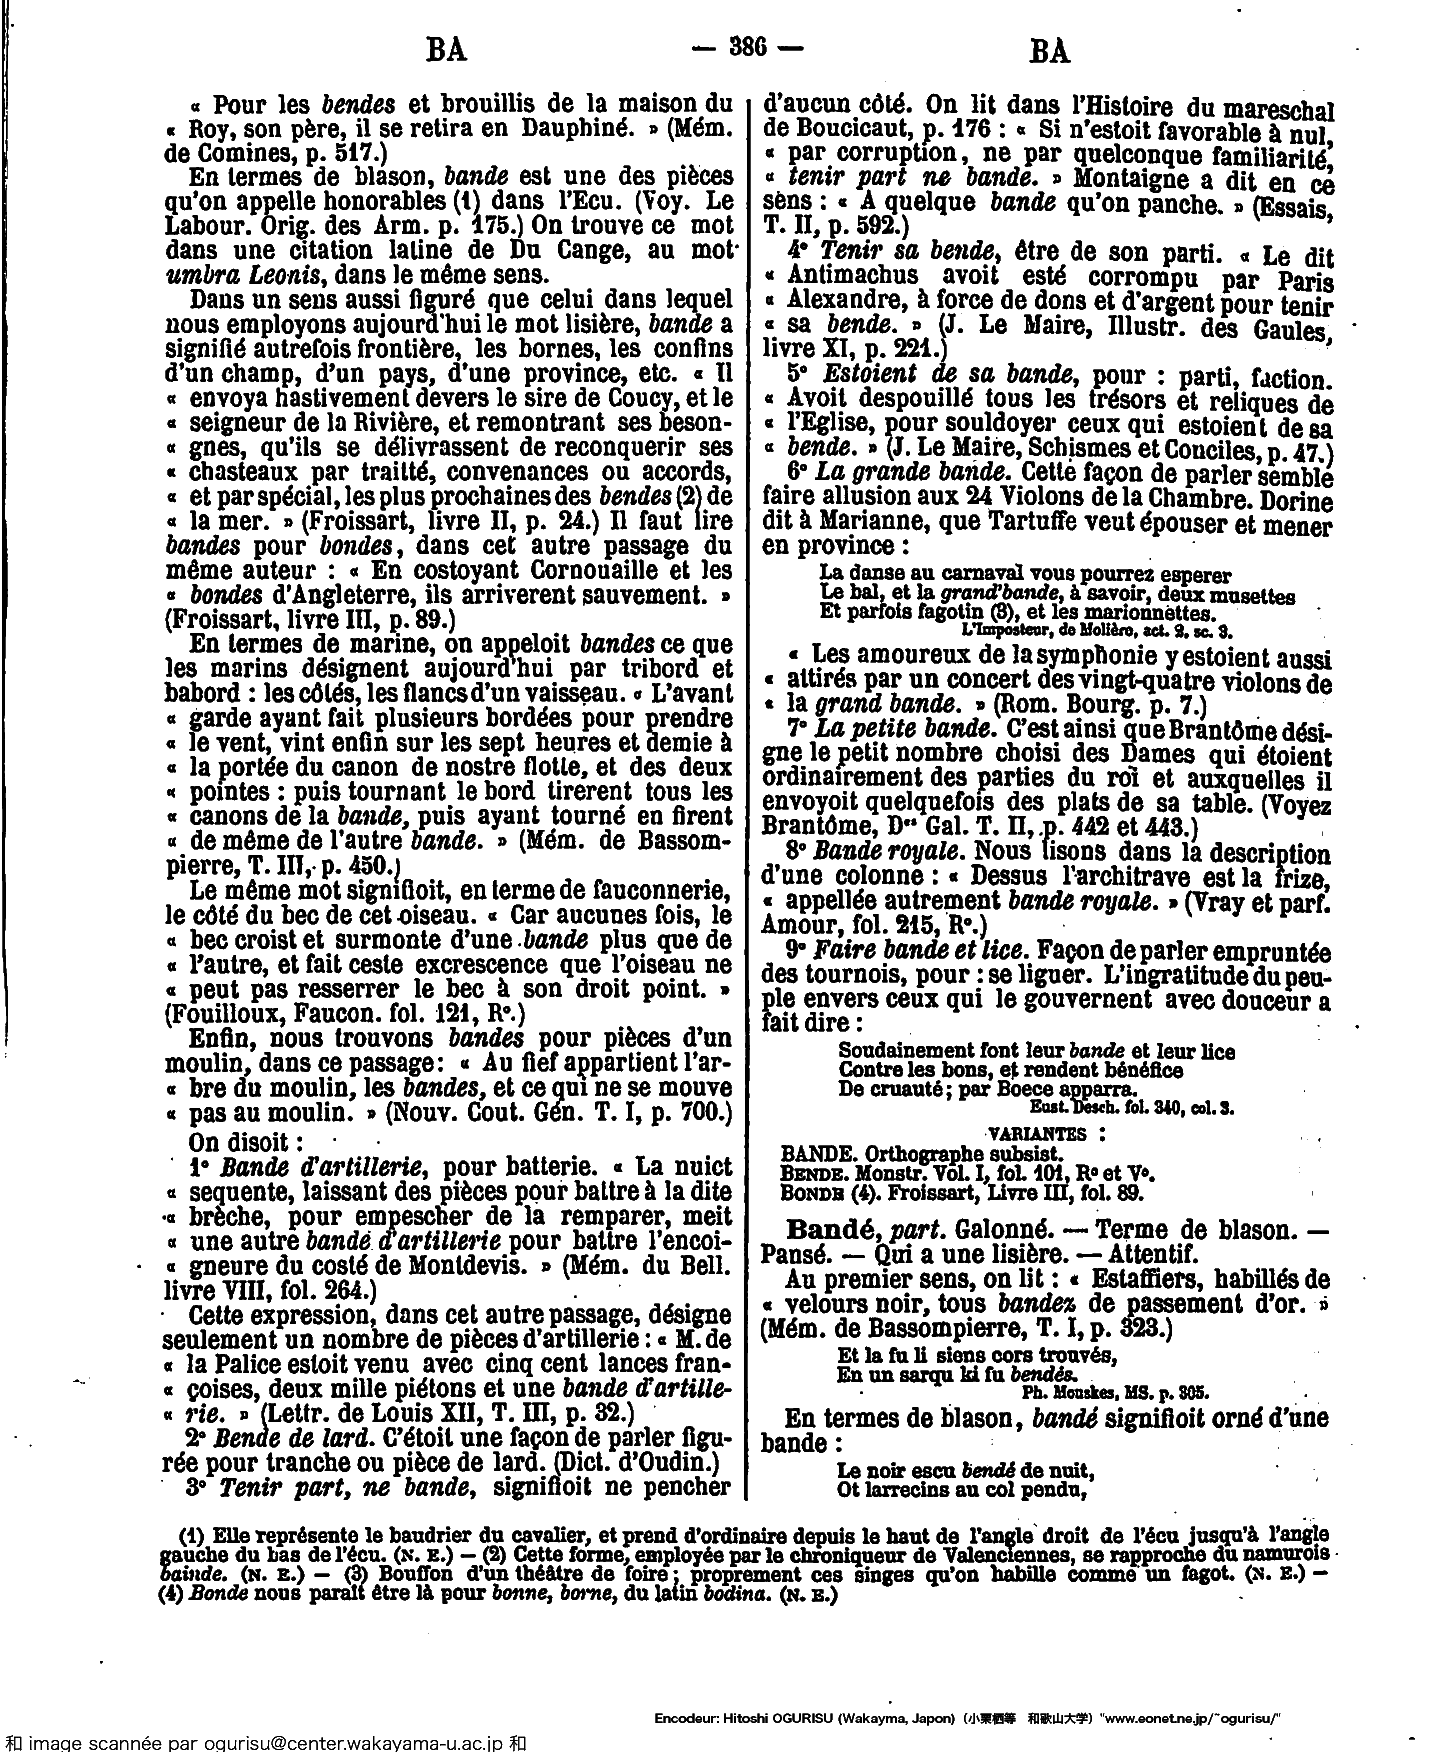 BA — 386 — BA
« Pour les bendes et brouillis de la maison du
« Roy, son père, il se retira en Dauphiné. » (Mém.
de Comines, p. 517.)
En termes de blason, bande est une des pièces
qu'on appelle honorables (1) dans l'Ecu. (Voy. Le
Labour. Orig. des Arm. p. 175.) On trouve ce mot
dans une citation latine de Du Cange, au mot
umbra Leonis, dans le même sens.
Dans un sens aussi figuré que celui dans lequel
nous employons aujourd'hui le mot lisière, bande a
signifié autrefois frontière, les bornes, les confins
d'un champ, d'un pays, d'une province, etc. « Il
« envoya hastivement devers le sire de Coucy, et le
« seigneur de la Rivière, et remontrant ses beson-
« gnes, qu'ils se délivrassent de reconquerir ses
« chasteaux par traitté, convenances ou accords,
« et par spécial, les plus prochaines des bendes (2) de
« la mer. » (Froissart, livre II, p. 24.) Il faut lire
bandes pour bondes, dans cet autre passage du
même auteur : « En costoyant Cornouaille et les
« bondes d'Angleterre, ils arriverent sauvement. »
(Froissart, livre III, p. 89.)
En termes de marine, on appeloit bandes ce que
les marins désignent aujourd'hui par tribord et
babord : les côtés, les flancs d'un vaisseau. « L'avant
« garde ayant fait plusieurs bordées pour prendre
« le vent, vint enfin sur les sept heures et demie à
« la portée du canon de nostre flotte, et des deux
« pointes : puis tournant le bord tirerent tous les
« canons de la bande, puis ayant tourné en firent
« de même de l'autre bande. » (Mém. de Bassom-
pierre, T. III, p. 450.)
Le même mot signifioit, en terme de fauconnerie,
le côté du bec de cet oiseau. « Car aucunes fois, le
« bec croist et surmonte d'une bande plus que de
« l'autre, et fait ceste excrescence que l'oiseau ne
« peut pas resserrer le bec à son droit point. »
(Fouilloux, Faucon. fol. 121, R°.)
Enfin, nous trouvons bandes pour pièces d'un
moulin, dans ce passage : « Au fief appartient l'ar-
« bre du moulin, les bandes, et ce qui ne se mouve
« pas au moulin. » (Nouv. Cout. Gén. T. I, p. 700.)
On disoit :
1° Bande d'artillerie, pour batterie. « La nuict
« sequente, laissant des pièces pour battre à la dite
« brèche, pour empescher de la remparer, meit
« une autre bande d'artillerie pour battre l'encoi-
« gneure du costé de Montdevis. » (Mém. du Bell.
livre VIII, fol. 264.)
Cette expression, dans cet autre passage, désigne
seulement un nombre de pièces d'artillerie : « M. de
« la Palice estoit venu avec cinq cent lances fran-
« çoises, deux mille piétons et une bande d'artille-
« rie. » (Lettr. de Louis XII, T. III, p. 32.)
2° Bende de lard. C'étoit une façon de parler figu-
rée pour tranche ou pièce de lard. (Dict. d'Oudin.)
3° Tenir part, ne bande, signifioit ne pencher
d'aucun côté. On lit dans l'Histoire du mareschal
de Boucicaut, p. 176 : « Si n'estoit favorable à nul,
« par corruption, ne par quelconque familiarité,
« tenir part ne bande. » Montaigne a dit en ce
sens : « A quelque bande qu'on panche. » (Essais,
T. II, p. 592.)
4° Tenir sa bende, être de son parti. « Le dit
« Antimachus avoit esté corrompu par Paris
« Alexandre, à force de dons et d'argent pour tenir
« sa bende. » (J. Le Maire, Illustr. des Gaules,
livre XI, p. 221.)
5° Estoient de sa bande, pour : parti, faction.
« Avoit despouillé tous les trésors et reliques de
« l'Eglise, pour souldoyer ceux qui estoient de sa
« bende. » (J. Le Maire, Schismes et Conciles, p. 47.)
6° La grande bande. Cette façon de parler semble
faire allusion aux 24 Violons de la Chambre. Dorine
dit à Marianne, que Tartuffe veut épouser et mener
en province :
La danse au carnaval vous pourrez esperer
Le bal, et la grand'bande, à savoir, deux musettes
Et parfois fagotin (3), et les marionnettes.
L'Imposteur, de Molière, act. 2, sc. 3.
« Les amoureux de la symphonie y estoient aussi
« attirés par un concert des vingt-quatre violons de
« la grand bande. » (Rom. Bourg. p. 7.)
7° La petite bande. C'est ainsi que Brantôme dési-
gne le petit nombre choisi des Dames qui étoient
ordinairement des parties du roi et auxquelles il
envoyoit quelquefois des plats de sa table. (Voyez
Brantôme, Des Gal. T. II, p. 442 et 443.)
8° Bande royale. Nous lisons dans la description
d'une colonne : « Dessus l'architrave est la frize,
« appellée autrement bande royale. » (Vray et parf.
Amour, fol. 215, R°.)
9° Faire bande et lice. Façon de parler empruntée
des tournois, pour : se liguer. L'ingratitude du peu-
ple envers ceux qui le gouvernent avec douceur a
fait dire :
Soudainement font leur bande et leur lice
Contre les bons, et rendent bénéfice
De cruauté ; par Boece apparra.
Eust. Desch. fol. 340, col. 3.
VARIANTES :
BANDE. Orthographe subsist.
BENDE. Monstr. Vol. I, fol. 101, R° et V°.
BONDE (4). Froissart, Livre III, fol. 89.
Bandé, part. Galonné. — Terme de blason. —
Pansé. — Qui a une lisière. — Attentif.
Au premier sens, on lit : « Estaffiers, habillés de
« velours noir, tous bandez de passement d'or. »
(Mém. de Bassompierre, T. I, p. 323.)
Et la fu li siens cors trouvés,
En un sarqu ki fu bendés.
Ph. Mouskes, MS. p. 305.
En termes de blason, bandé signifioit orné d'une
bande :
Le noir escu bendé de nuit,
Ot larrecins au col pendu,
(1) Elle représente le baudrier du cavalier, et prend d'ordinaire depuis le haut de l'angle droit de l'écu jusqu'à l'angle
gauche du bas de l'écu. (N. E.) — (2) Cette forme, employée par le chroniqueur de Valenciennes, se rapproche du namurois
bainde. (N. E.) — (3) Bouffon d'un théâtre de foire ; proprement ces singes qu'on habille comme un fagot. (N. E.) —
(4) Bonde nous paraît être là pour bonne, borne, du latin bodina. (N. E.)
Encodeur: Hitoshi OGURISU (Wakayma, Japon) (小栗栖等 和歌山大学) "www.eonet.ne.jp/~ogurisu/"
和 image scannée par ogurisu@center.wakayama-u.ac.jp 和